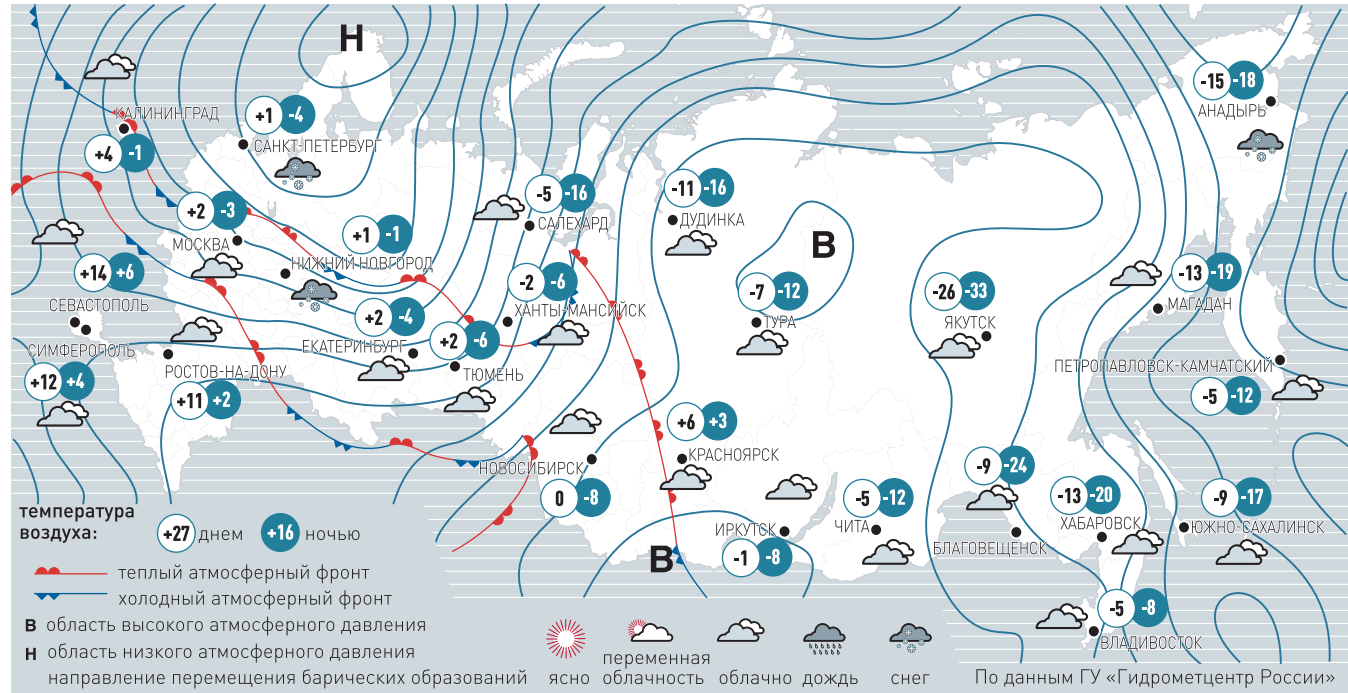 Н
КАЛИНИНГРАД
+4 -1
+1 -4
САНКТ-ПЕТЕРБУРГ
-15 -18
АНАДЫРЬ
+2 -3
МОСКВА
+1 -1
НИЖНИЙ НОВГОРОД
-5 -16
САЛЕХАРД
-11 -16
ДУДИНКА
В
+14 +6
СЕВАСТОПОЛЬ
-2 -6
ХАНТЫ-МАНСИЙСК
-7 -12
ТУРА
-26 -33
ЯКУТСК
-13 -19
МАГАДАН
+2 -4
ЕКАТЕРИНБУРГ
+2 -6
ТЮМЕНЬ
СИМФЕРОПОЛЬ
+12 +4
РОСТОВ-НА-ДОНУ
+11 +2
ПЕТРОПАВЛОВСК-КАМЧАТСКИЙ
-5 -12
+6 +3
КРАСНОЯРСК
НОВОСИБИРСК
0 -8
-9 -24
БЛАГОВЕЩЕНСК
-13 -20
ХАБАРОВСК
-9 -17
ЮЖНО-САХАЛИНСК
-5 -12
ЧИТА
ИРКУТСК
-1 -8
В
-5 -8
ВЛАДИВОСТОК
температура
воздуха:
+27 днем +16 ночью
теплый атмосферный фронт
холодный атмосферный фронт
В область высокого атмосферного давления
Н область низкого атмосферного давления
направление перемещения барических образований
ясно
переменная
облачность
облачно
дождь
снег
По данным ГУ «Гидрометцентр России»